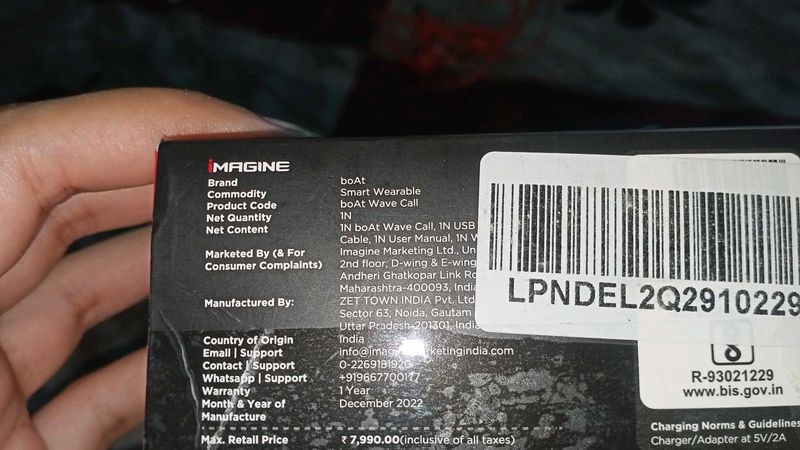 iMAGINE
Brand boAt
Commodity Smart Wearable
Product Code boAt Wave Call
Net Quantity 1N
Net Content 1N boAt Wave Call, 1N USB
Cable, 1N User Manual, 1N W
Marketed By (& For Imagine Marketing Ltd., Un
Consumer Complaints) 2nd floor, D-wing & E-wing
Andheri Ghatkopar Link Ro
Maharashtra-400093, India
Manufactured By: ZET TOWN INDIA Pvt. Ltd
Sector 63, Noida, Gautam
Uttar Pradesh-201301, India
Country of Origin India
Email | Support info@imaginemarketingindia.com
Contact | Support 0-2269181920
Whatsapp | Support +919667700177
Warranty 1 Year
Month & Year of December 2022
Manufacture
Max. Retail Price ₹ 7,990.00(inclusive of all taxes)
LPNDEL2Q2910229
R-93021229
www.bis.gov.in
Charging Norms & Guidelines
Charger/Adapter at 5V/2A